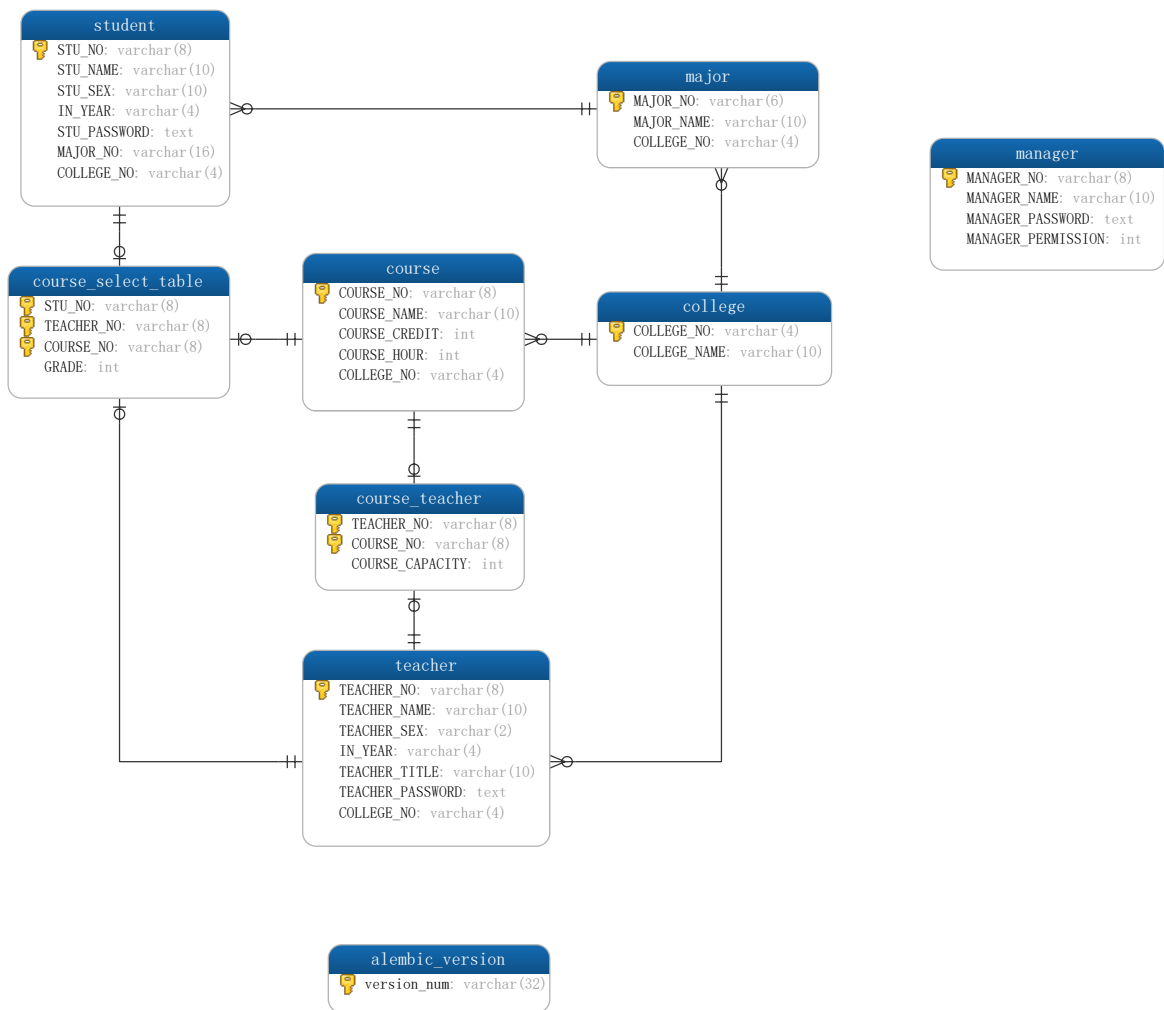 student
STU_NO: varchar(8)
STU_NAME: varchar(10)
STU_SEX: varchar(10)
IN_YEAR: varchar(4)
STU_PASSWORD: text
MAJOR_NO: varchar(16)
COLLEGE_NO: varchar(4)
major
MAJOR_NO: varchar(6)
MAJOR_NAME: varchar(10)
COLLEGE_NO: varchar(4)
manager
MANAGER_NO: varchar(8)
MANAGER_NAME: varchar(10)
MANAGER_PASSWORD: text
MANAGER_PERMISSION: int
course_select_table
STU_NO: varchar(8)
TEACHER_NO: varchar(8)
COURSE_NO: varchar(8)
GRADE: int
course
COURSE_NO: varchar(8)
COURSE_NAME: varchar(10)
COURSE_CREDIT: int
COURSE_HOUR: int
COLLEGE_NO: varchar(4)
college
COLLEGE_NO: varchar(4)
COLLEGE_NAME: varchar(10)
course_teacher
TEACHER_NO: varchar(8)
COURSE_NO: varchar(8)
COURSE_CAPACITY: int
teacher
TEACHER_NO: varchar(8)
TEACHER_NAME: varchar(10)
TEACHER_SEX: varchar(2)
IN_YEAR: varchar(4)
TEACHER_TITLE: varchar(10)
TEACHER_PASSWORD: text
COLLEGE_NO: varchar(4)
alembic_version
version_num: varchar(32)